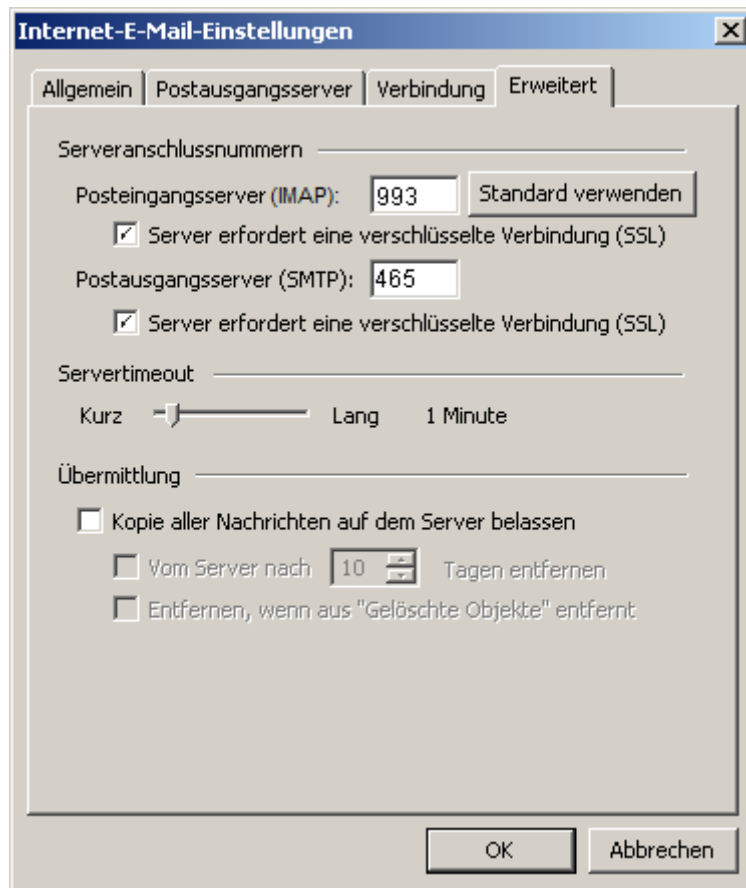 Internet-E-Mail-Einstellungen
Allgemein Postausgangsserver Verbindung Erweitert
Serveranschlussnummern
Posteingangsserver (IMAP): 993 Standard verwenden
Server erfordert eine verschlüsselte Verbindung (SSL)
Postausgangsserver (SMTP): 465
Server erfordert eine verschlüsselte Verbindung (SSL)
Servertimeout
Kurz Lang 1 Minute
Übermittlung
Kopie aller Nachrichten auf dem Server belassen
Vom Server nach 10 Tagen entfernen
Entfernen, wenn aus "Gelöschte Objekte" entfernt
OK Abbrechen